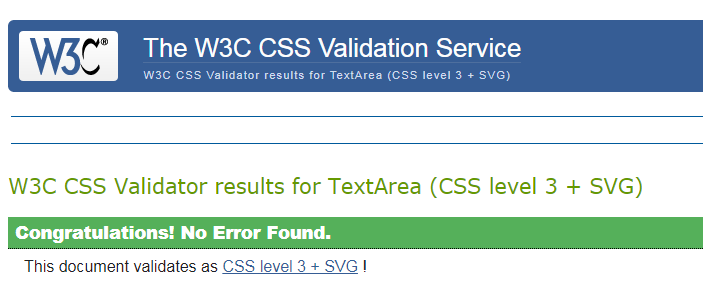 W3C®
The W3C CSS Validation Service
W3C CSS Validator results for TextArea (CSS level 3 + SVG)
W3C CSS Validator results for TextArea (CSS level 3 + SVG)
Congratulations! No Error Found.
This document validates as CSS level 3 + SVG !